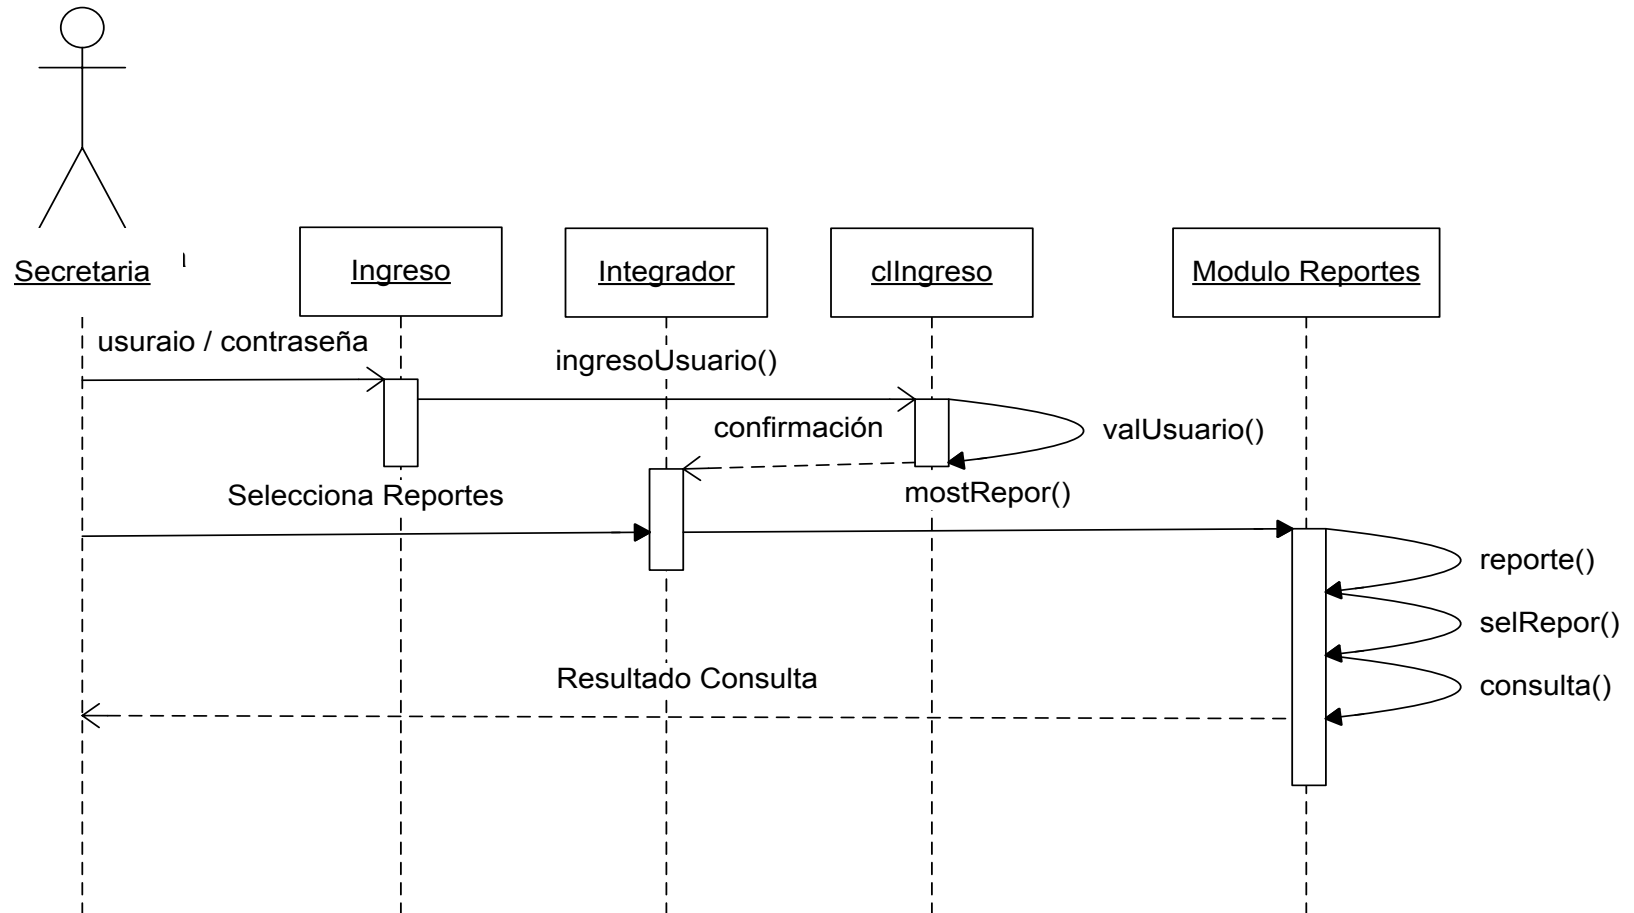 Secretaria
Ingreso
Integrador
clIngreso
Modulo Reportes
usuraio / contraseña
ingresoUsuario()
confirmación
valUsuario()
Selecciona Reportes
mostRepor()
reporte()
selRepor()
Resultado Consulta
consulta()